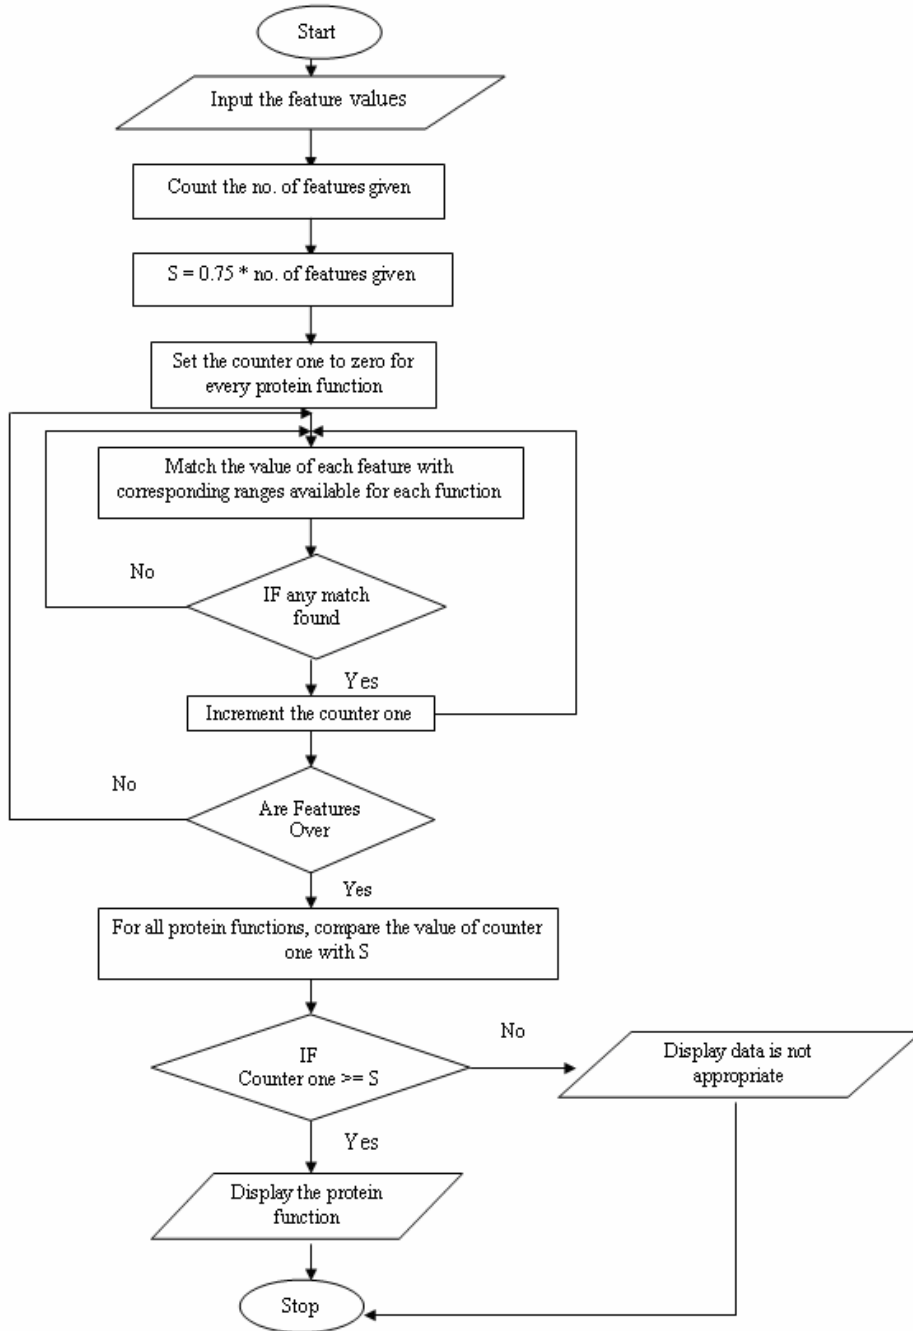 Start
Input the feature values
Count the no. of features given
S = 0.75 * no. of features given
Set the counter one to zero for
every protein function
Match the value of each feature with
corresponding ranges available for each function
No
IF any match
found
Yes
Increment the counter one
No
Are Features
Over
Yes
For all protein functions, compare the value of counter
one with S
No
IF
Counter one >= S
Display data is not
appropriate
Yes
Display the protein
function
Stop